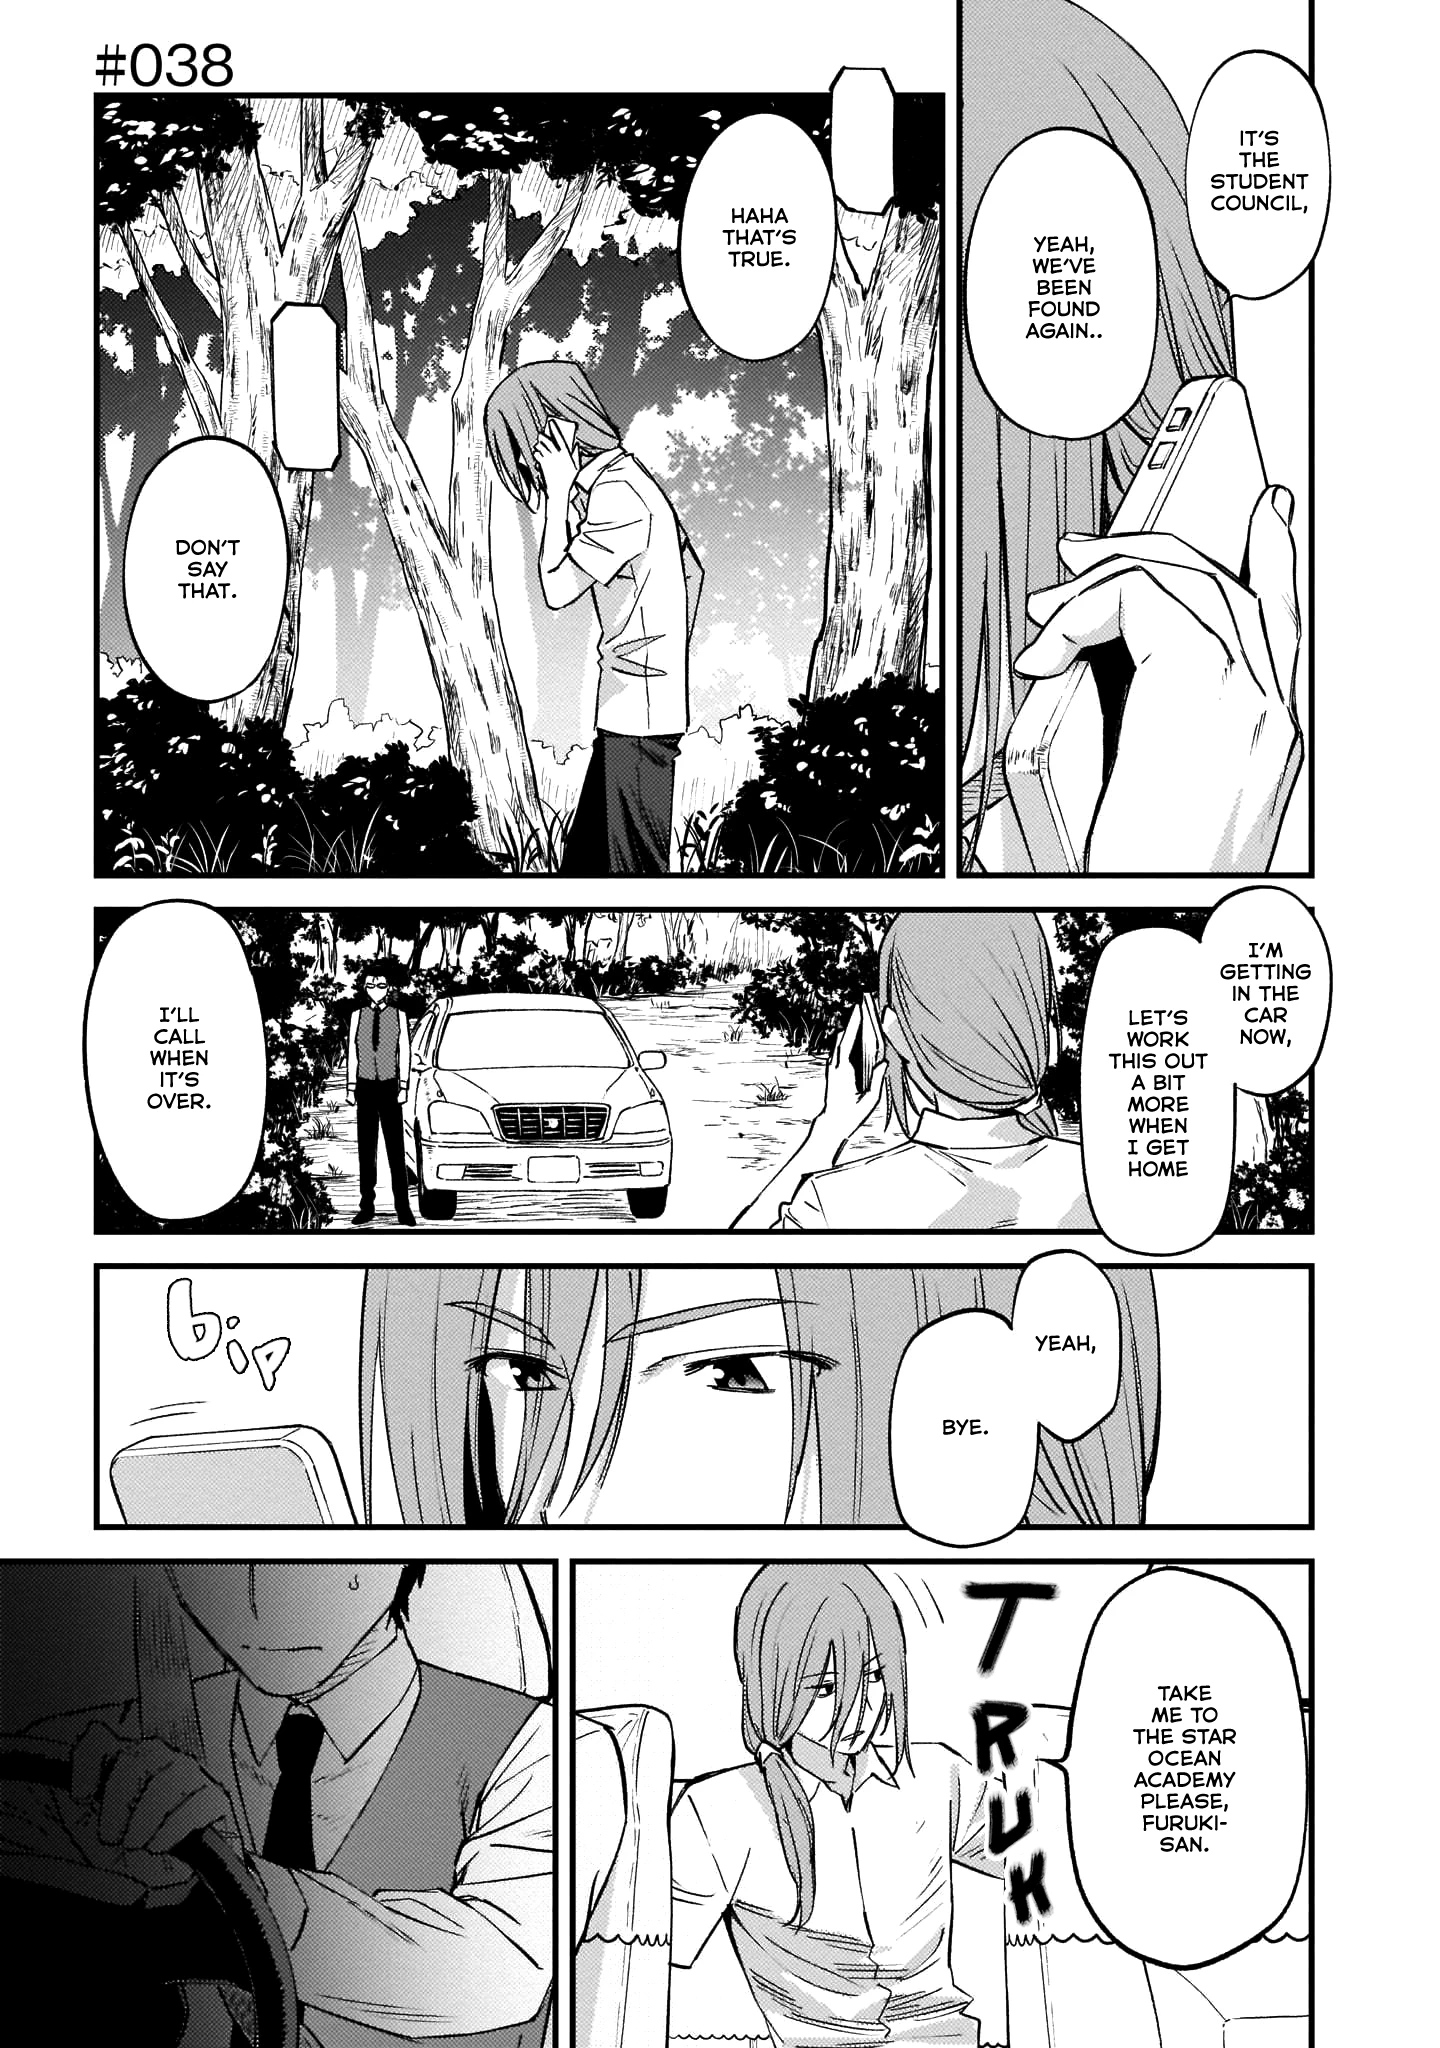 #038
IT'S
THE
STUDENT
COUNCIL,
YEAH,
WE'VE
BEEN
FOUND
AGAIN..
HAHA
THAT'S
TRUE.
DON'T
SAY
THAT.
I'M
GETTING
IN THE
CAR
NOW,
LET'S
WORK
THIS OUT
A BIT
MORE
WHEN
I GET
HOME
I'LL
CALL
WHEN
IT'S
OVER.
YEAH,
BYE.
bip
TAKE
ME TO
THE STAR
OCEAN
ACADEMY
PLEASE,
FURUKI-
SAN.
TRUK